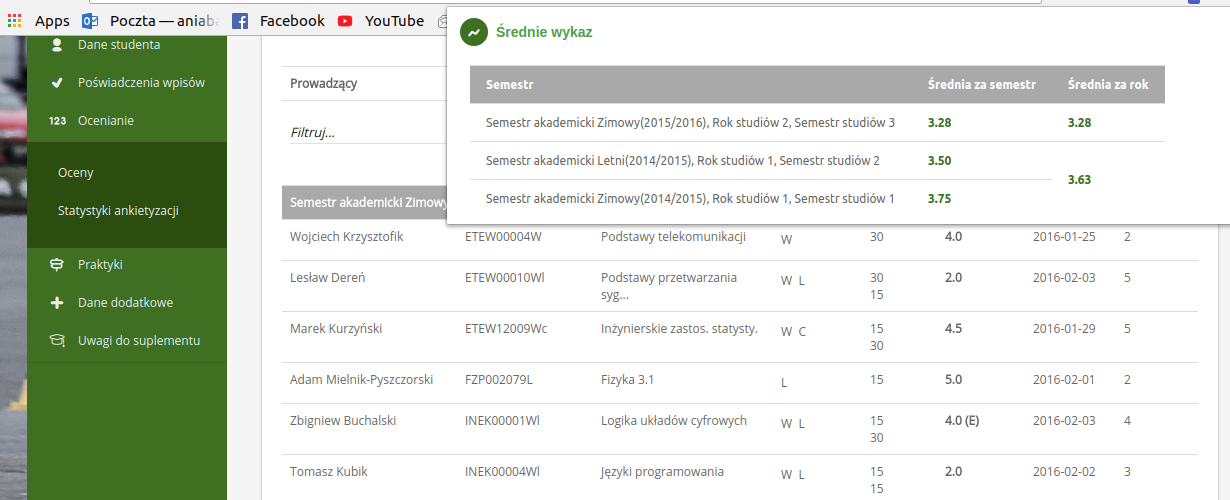 Apps Poczta — aniaba Facebook YouTube
Dane studenta
Poświadczenia wpisów
123 Ocenianie
Oceny
Statystyki ankietyzacji
Praktyki
Dane dodatkowe
Uwagi do suplementu
Średnie wykaz
Semestr Średnia za semestr Średnia za rok
Semestr akademicki Zimowy(2015/2016), Rok studiów 2, Semestr studiów 3 3.28 3.28
Semestr akademicki Letni(2014/2015), Rok studiów 1, Semestr studiów 2 3.50
3.63
Semestr akademicki Zimowy(2014/2015), Rok studiów 1, Semestr studiów 1 3.75
Prowadzący
Filtruj...
Semestr akademicki Zimowy
Wojciech Krzysztofik ETEW00004W Podstawy telekomunikacji W 30 4.0 2016-01-25 2
Lesław Dereń ETEW00010Wl Podstawy przetwarzania W L 30 2.0 2016-02-03 5
syg... 15
Marek Kurzyński ETEW12009Wc Inżynierskie zastos. statysty. W C 15 4.5 2016-01-29 5
30
Adam Mielnik-Pyszczorski FZP002079L Fizyka 3.1 L 15 5.0 2016-02-01 2
Zbigniew Buchalski INEK00001Wl Logika układów cyfrowych W L 15 4.0 (E) 2016-02-03 4
30
Tomasz Kubik INEK00004Wl Języki programowania W L 15 2.0 2016-02-02 3
15